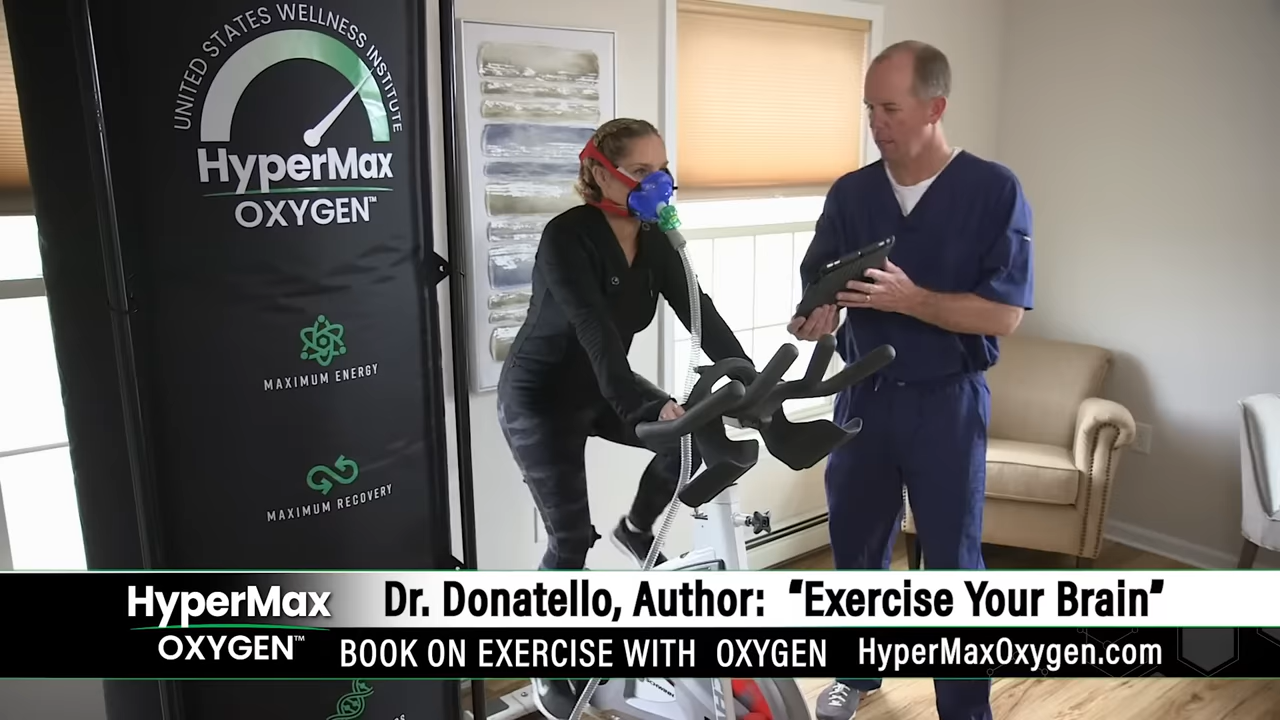 UNITED STATES WELLNESS INSTITUTE
HyperMax
OXYGEN™
MAXIMUM ENERGY
MAXIMUM RECOVERY
HyperMax
OXYGEN™
Dr. Donatello, Author: “Exercise Your Brain”
BOOK ON EXERCISE WITH OXYGEN HyperMaxOxygen.com
SCHWINN